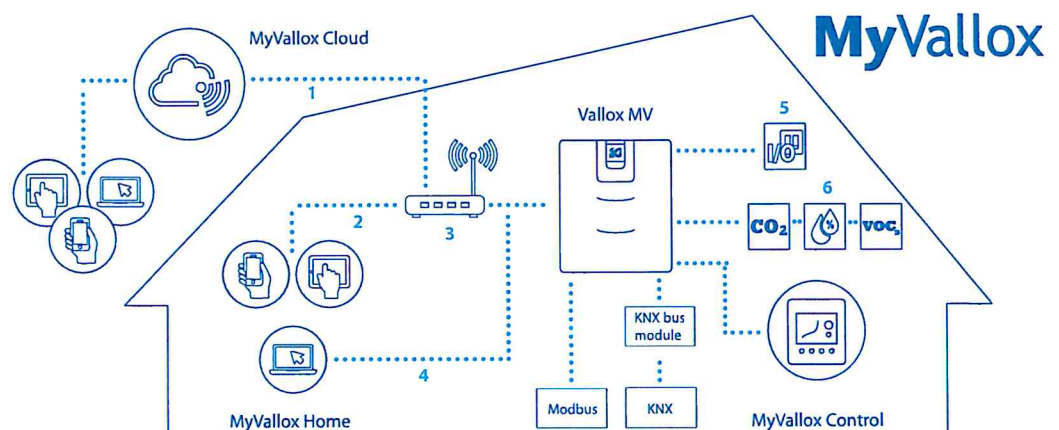 MyVallox
MyVallox Cloud
1
Vallox MV
5
I/O
6
CO₂
%
VOC
2
3
KNX bus
module
4
Modbus
KNX
MyVallox Home
MyVallox Control